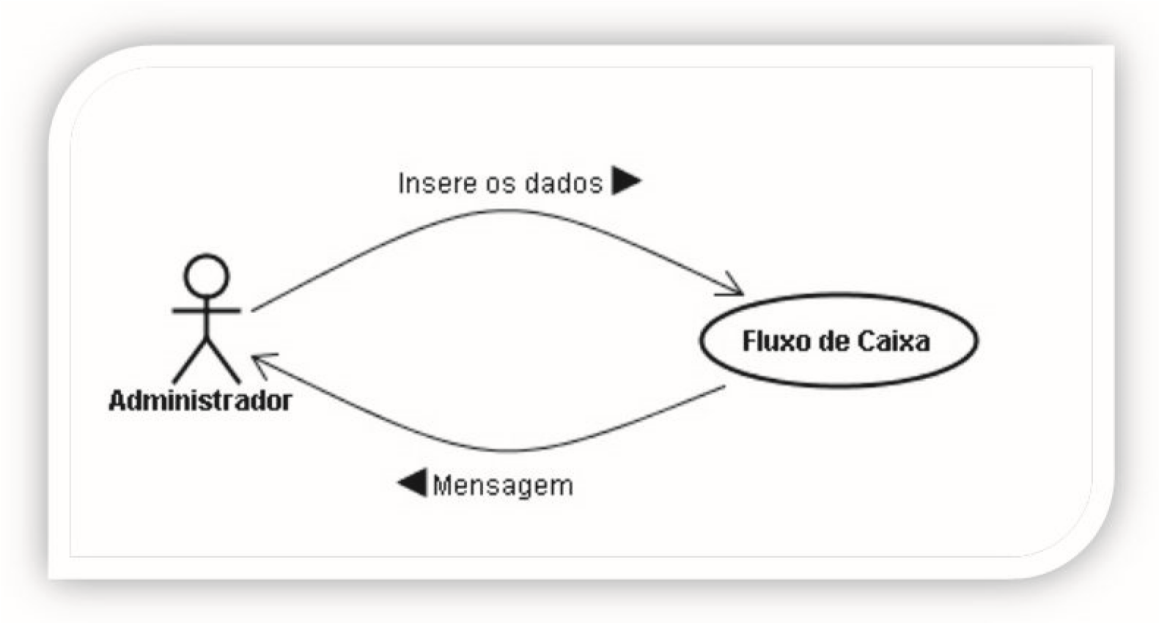 Insere os dados ▶
Fluxo de Caixa
Administrador
◀ Mensagem